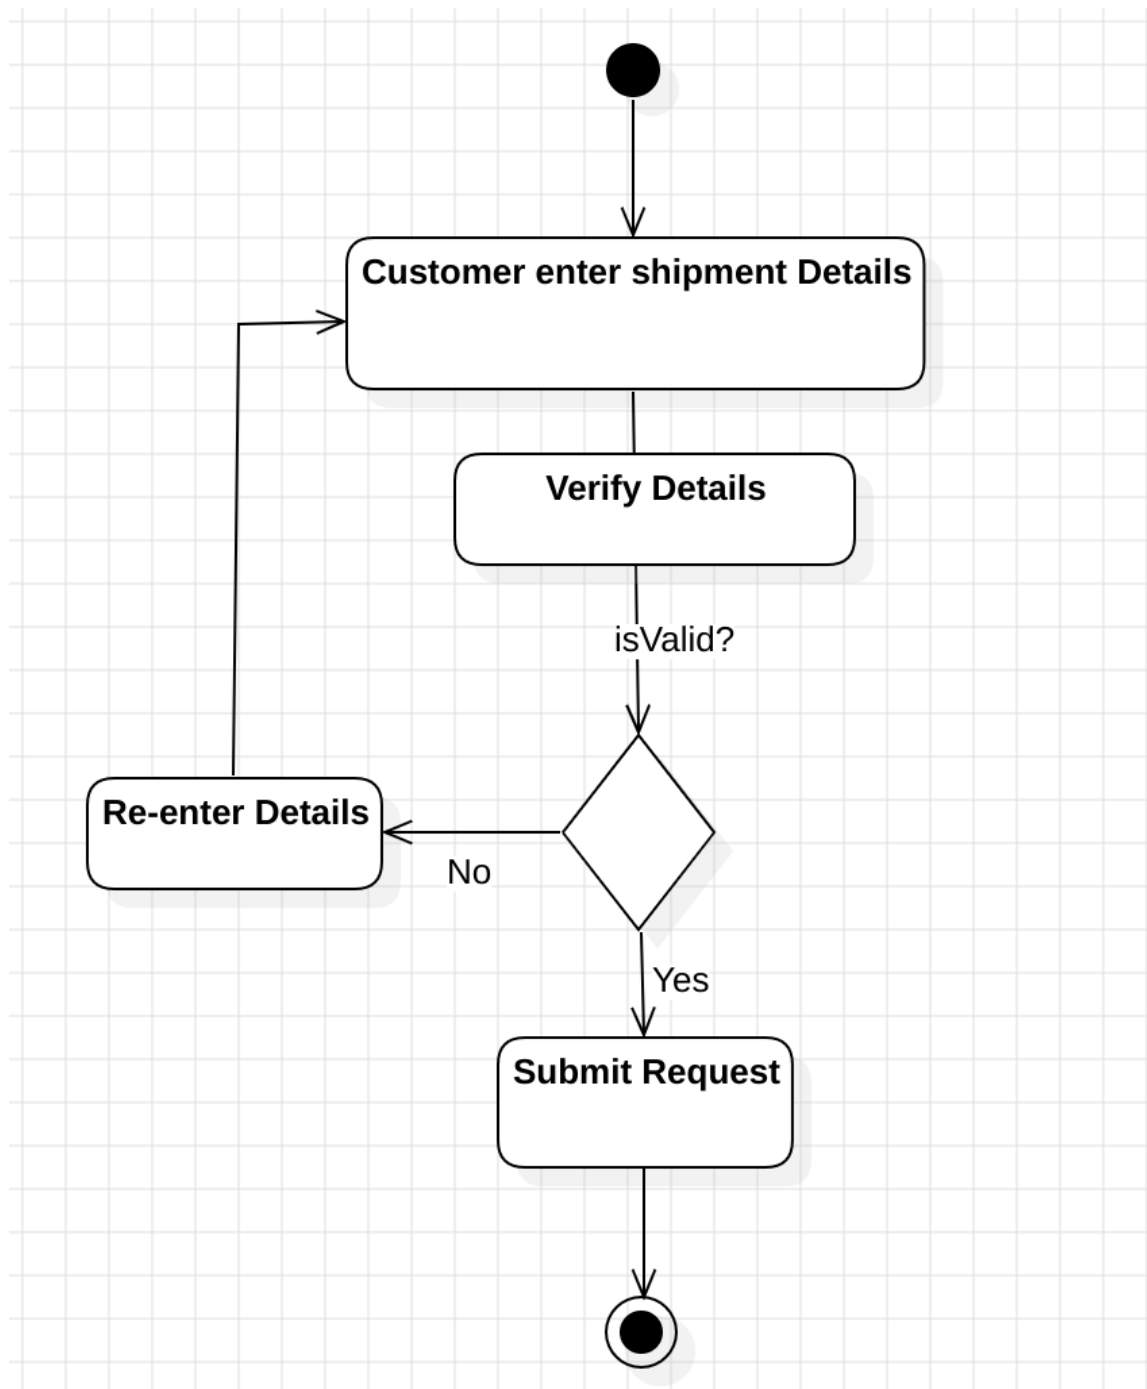 Customer enter shipment Details
Verify Details
isValid?
Re-enter Details
No
Yes
Submit Request